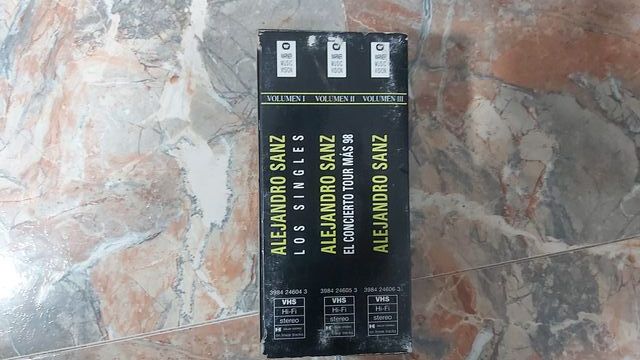 WARNER
MUSIC
VISION
WARNER
MUSIC
VISION
WARNER
MUSIC
VISION
VOLUMEN I
VOLUMEN II
VOLUMEN III
ALEJANDRO SANZ
LOS SINGLES
ALEJANDRO SANZ
EL CONCIERTO TOUR MÁS 98
ALEJANDRO SANZ
3984 24604 3
3984 24605 3
3984 24606 3
VHS
Hi-Fi
stereo
VHS
Hi-Fi
stereo
VHS
Hi-Fi
stereo